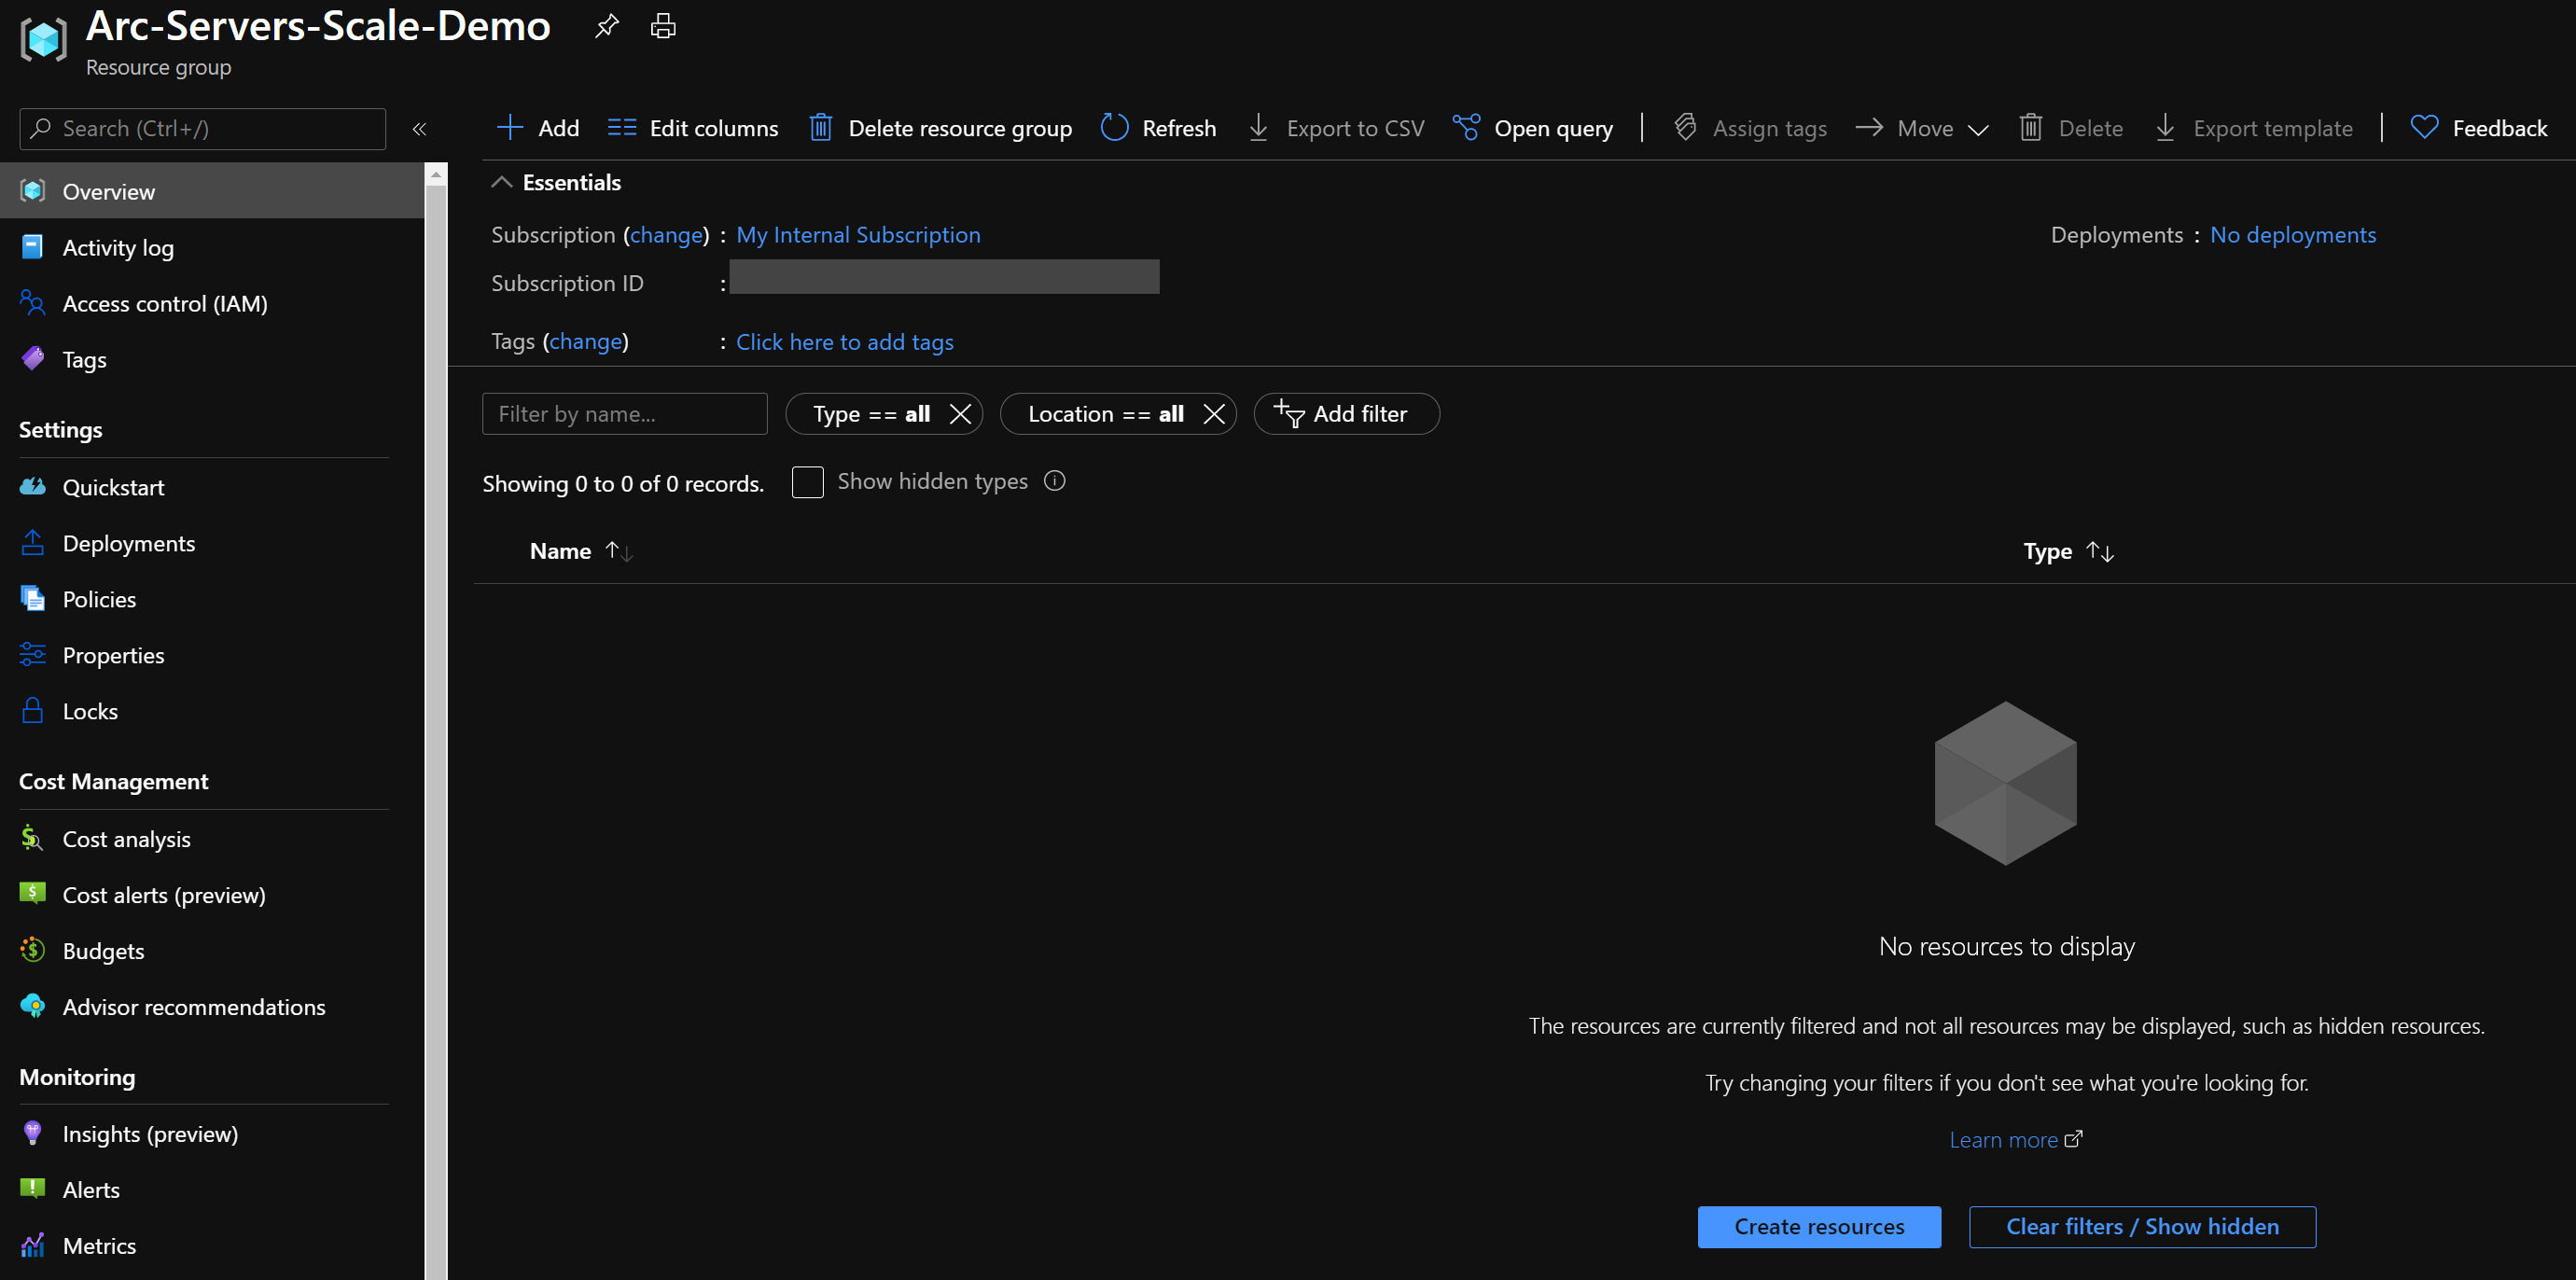 Arc-Servers-Scale-Demo
Resource group
Search (Ctrl+/)
Overview
Activity log
Access control (IAM)
Tags
Settings
Quickstart
Deployments
Policies
Properties
Locks
Cost Management
Cost analysis
Cost alerts (preview)
Budgets
Advisor recommendations
Monitoring
Insights (preview)
Alerts
Metrics
Add Edit columns Delete resource group Refresh Export to CSV Open query Assign tags Move Delete Export template Feedback
Essentials
Subscription (change) : My Internal Subscription
Deployments : No deployments
Subscription ID :
Tags (change) : Click here to add tags
Filter by name... Type == all Location == all Add filter
Showing 0 to 0 of 0 records. Show hidden types
Name Type
No resources to display
The resources are currently filtered and not all resources may be displayed, such as hidden resources.
Try changing your filters if you don't see what you're looking for.
Learn more
Create resources Clear filters / Show hidden